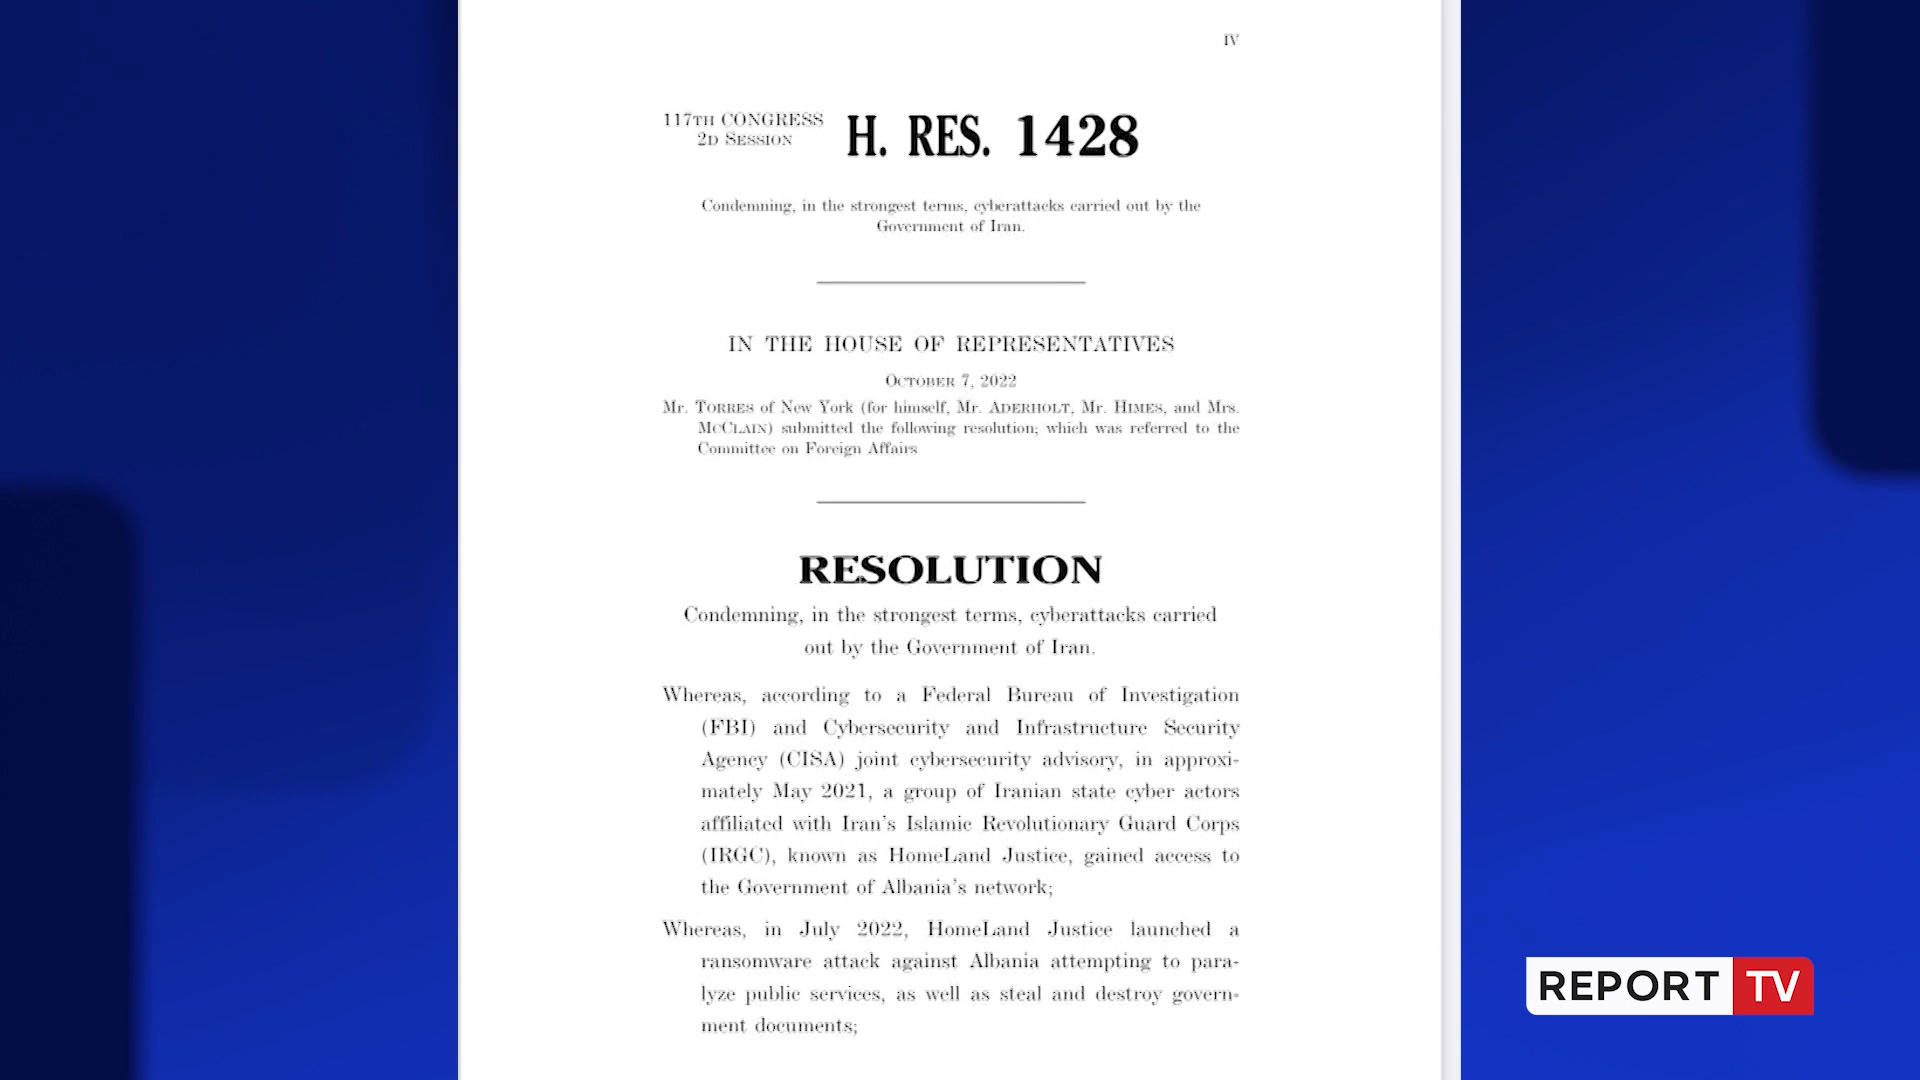 IV
117TH CONGRESS
2D SESSION
H. RES. 1428
Condemning, in the strongest terms, cyberattacks carried out by the
Government of Iran.
IN THE HOUSE OF REPRESENTATIVES
OCTOBER 7, 2022
Mr. TORRES of New York (for himself, Mr. ADERHOLT, Mr. HIMES, and Mrs.
MCCLAIN) submitted the following resolution; which was referred to the
Committee on Foreign Affairs
RESOLUTION
Condemning, in the strongest terms, cyberattacks carried
out by the Government of Iran.
Whereas, according to a Federal Bureau of Investigation
(FBI) and Cybersecurity and Infrastructure Security
Agency (CISA) joint cybersecurity advisory, in approxi-
mately May 2021, a group of Iranian state cyber actors
affiliated with Iran's Islamic Revolutionary Guard Corps
(IRGC), known as HomeLand Justice, gained access to
the Government of Albania's network;
Whereas, in July 2022, HomeLand Justice launched a
ransomware attack against Albania attempting to para-
lyze public services, as well as steal and destroy govern-
ment documents;
REPORT TV